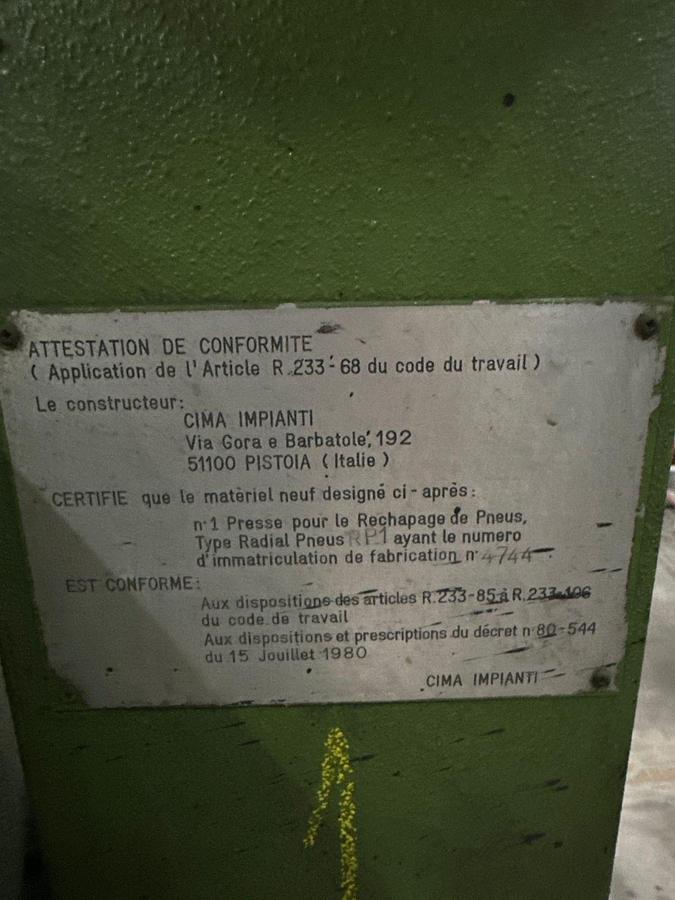 ATTESTATION DE CONFORMITE
( Application de l'Article R.233-68 du code du travail )
Le constructeur:
CIMA IMPIANTI
Via Gora e Barbatole', 192
51100 PISTOIA ( Italie )
CERTIFIE que le matèriel neuf designé ci-après:
n·1 Presse pour le Rechapage de Pneus,
Type Radial Pneus RP1 ayant le numero
d'immatriculation de fabrication n· 4744
EST CONFORME:
Aux dispositions des articles R.233-85 à R.233-106
du code de travail
Aux dispositions et prescriptions du décret n·80-544
du 15 Jouillet 1980
CIMA IMPIANTI